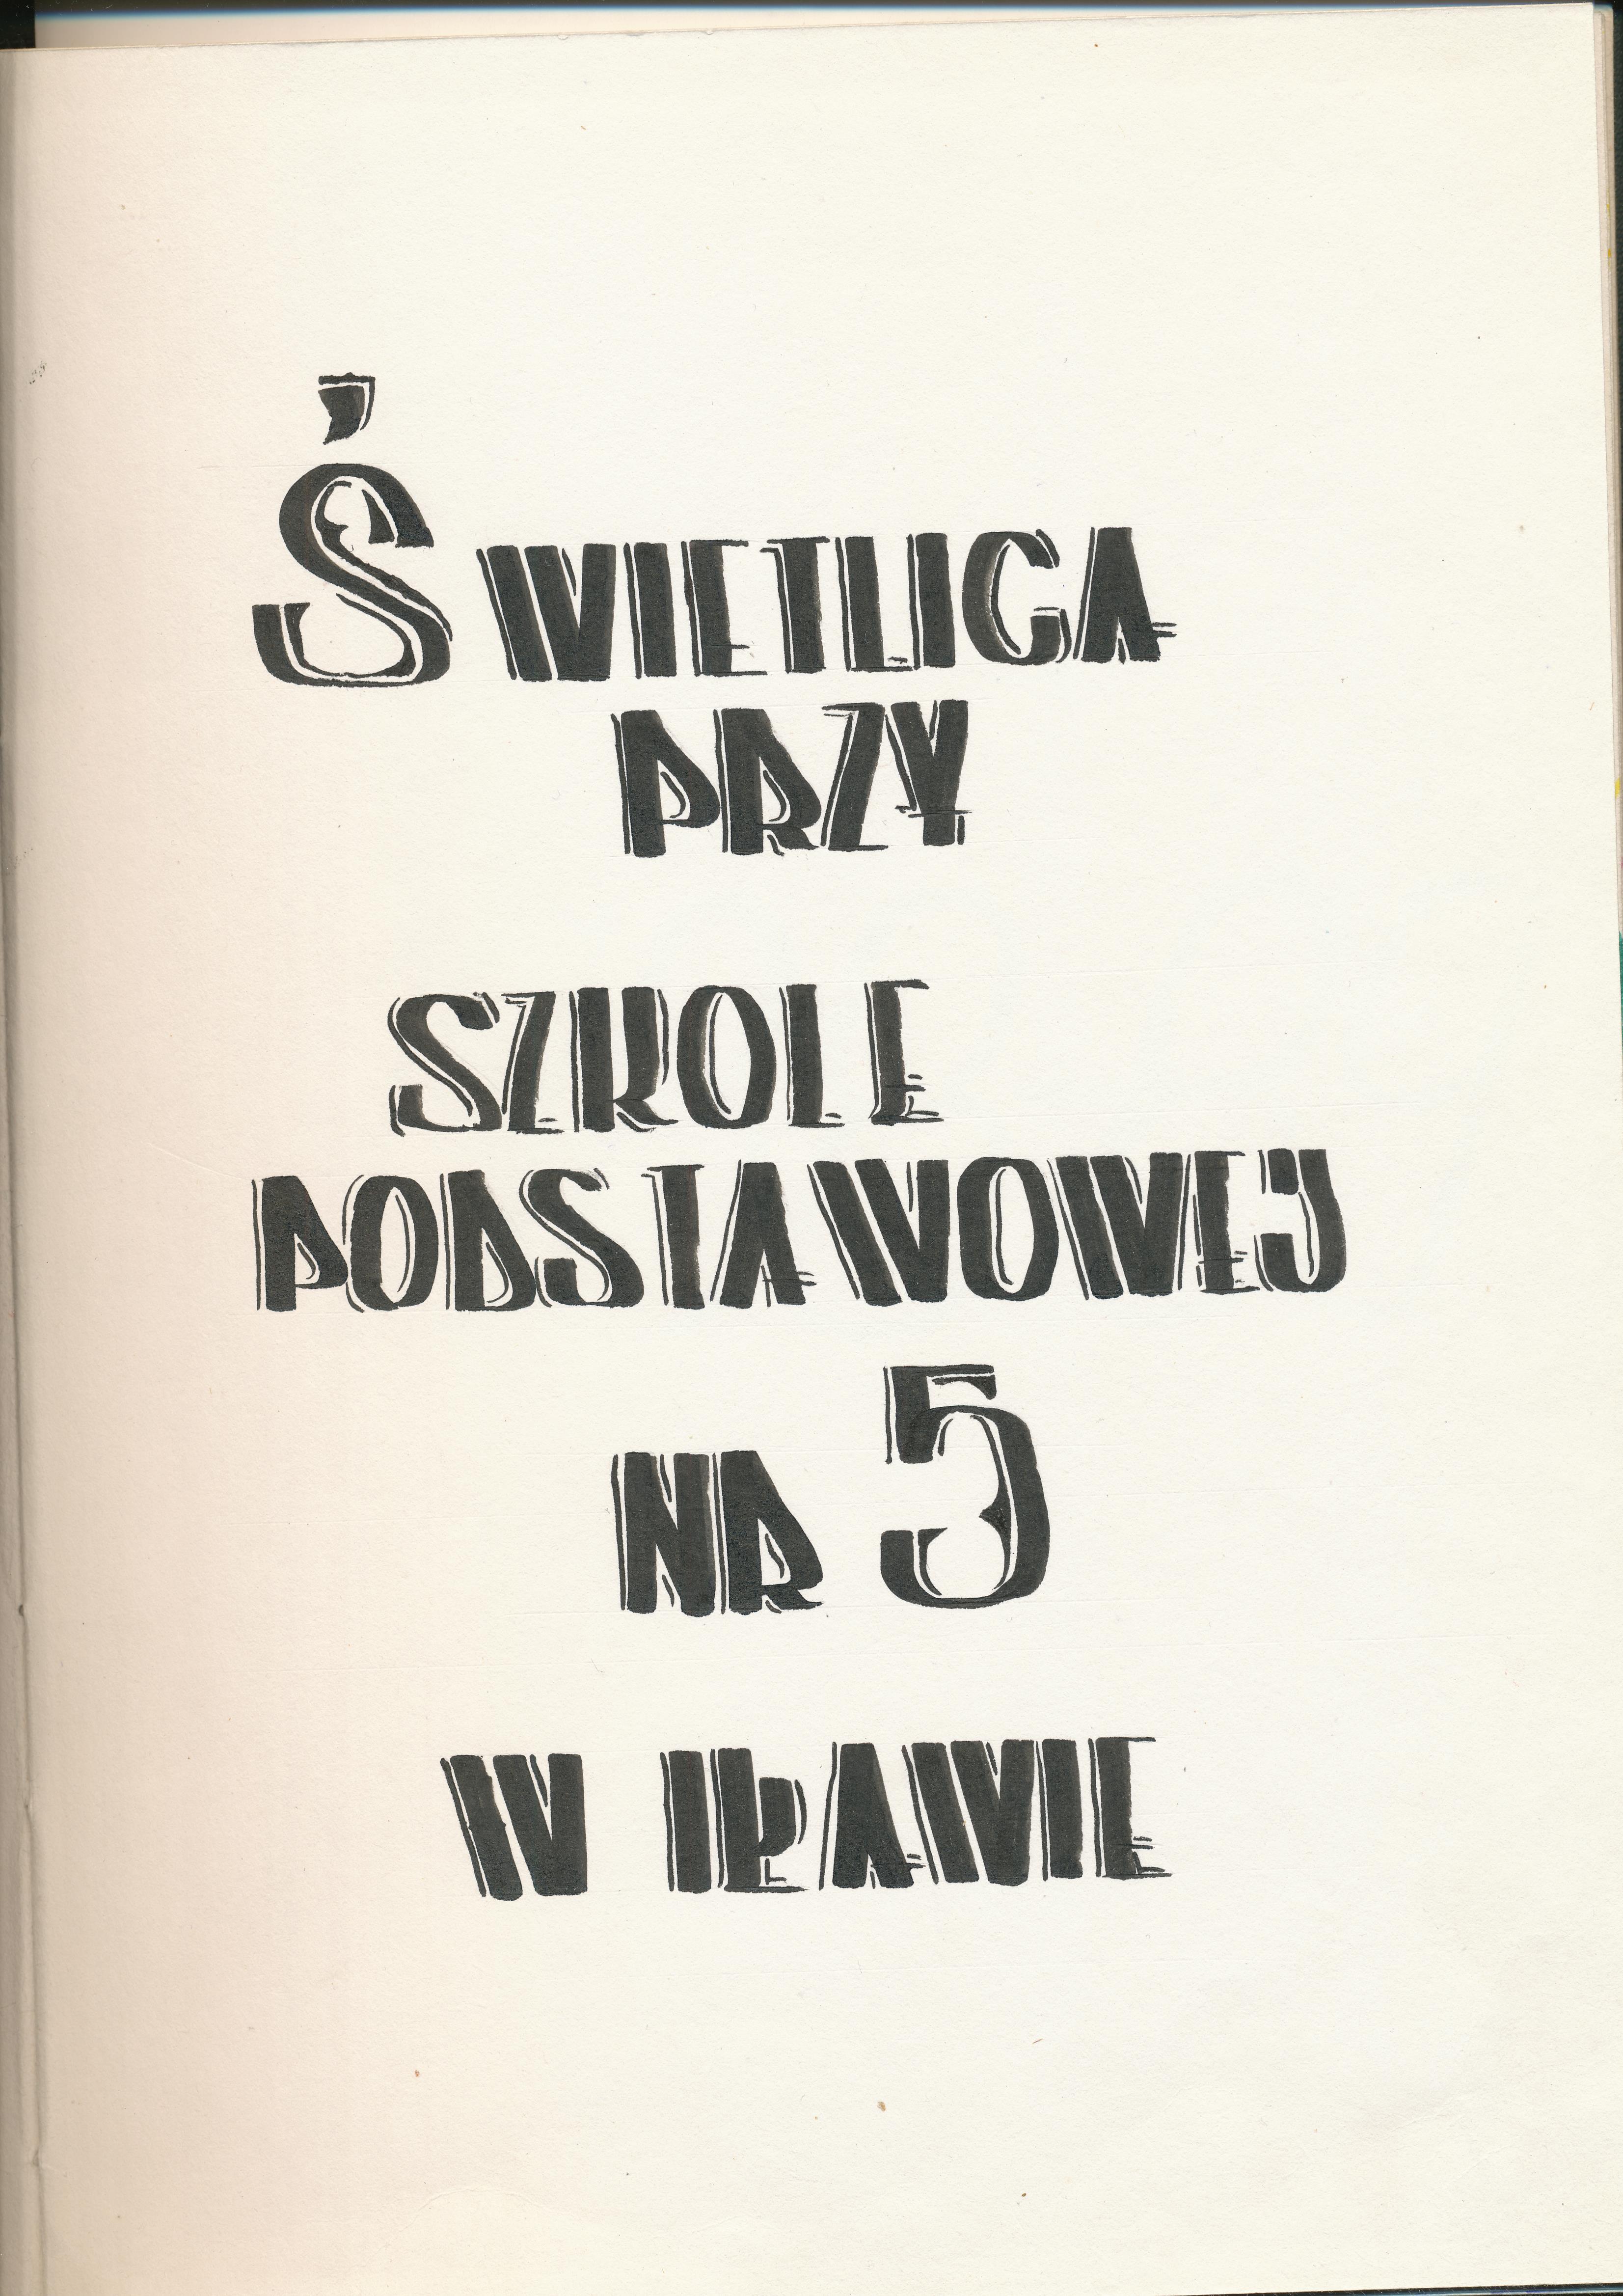 ŚWIETLICA
PRZY
SZKOLE
PODSTAWOWEJ
NR 5
W IŁAWIE